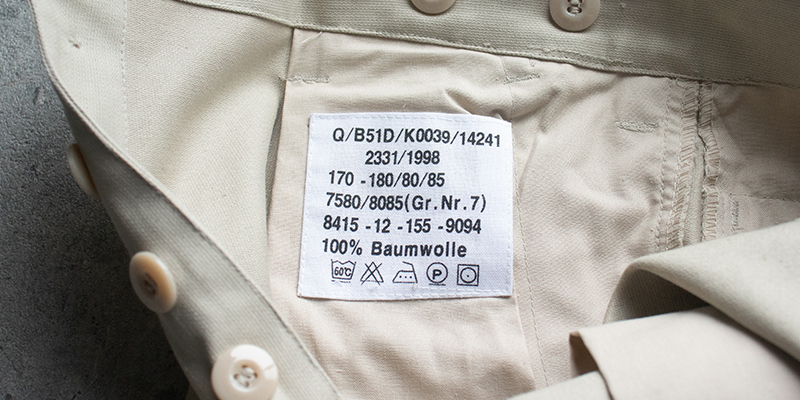 Q/B51D/K0039/14241
2331/1998
170 -180/80/85
7580/8085(Gr.Nr.7)
8415 -12 -155 -9094
100% Baumwolle
60°C P